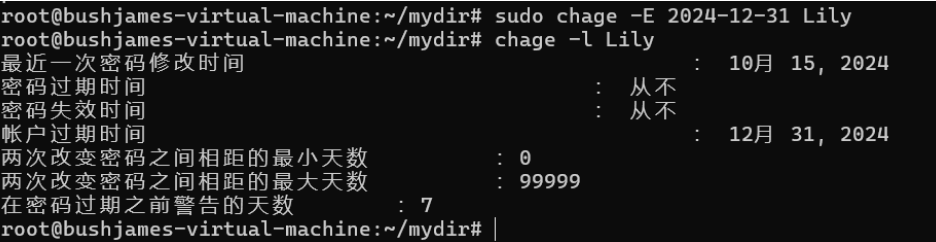 root@bushjames-virtual-machine:~/mydir# sudo chage -E 2024-12-31 Lily
root@bushjames-virtual-machine:~/mydir# chage -l Lily
最近一次密码修改时间 : 10月 15, 2024
密码过期时间 : 从不
密码失效时间 : 从不
帐户过期时间 : 12月 31, 2024
两次改变密码之间相距的最小天数 : 0
两次改变密码之间相距的最大天数 : 99999
在密码过期之前警告的天数 : 7
root@bushjames-virtual-machine:~/mydir#